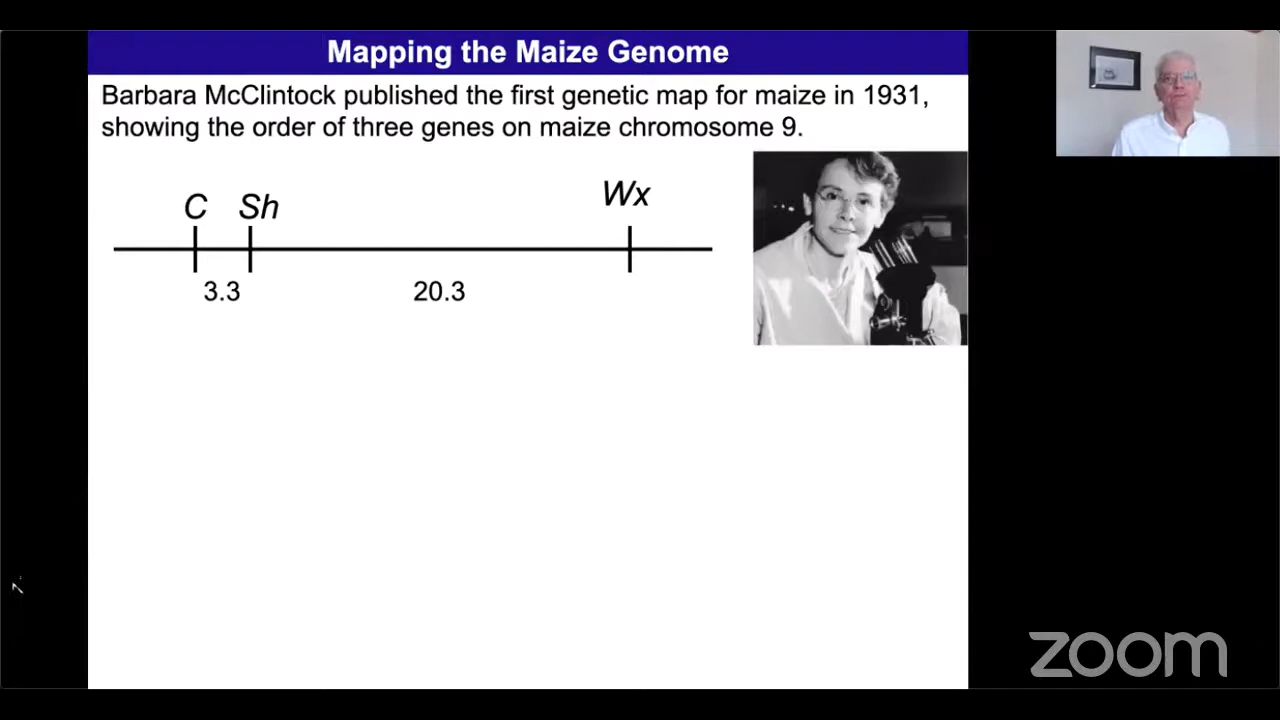 Mapping the Maize Genome
Barbara McClintock published the first genetic map for maize in 1931,
showing the order of three genes on maize chromosome 9.
C Sh Wx
3.3 20.3
zoom